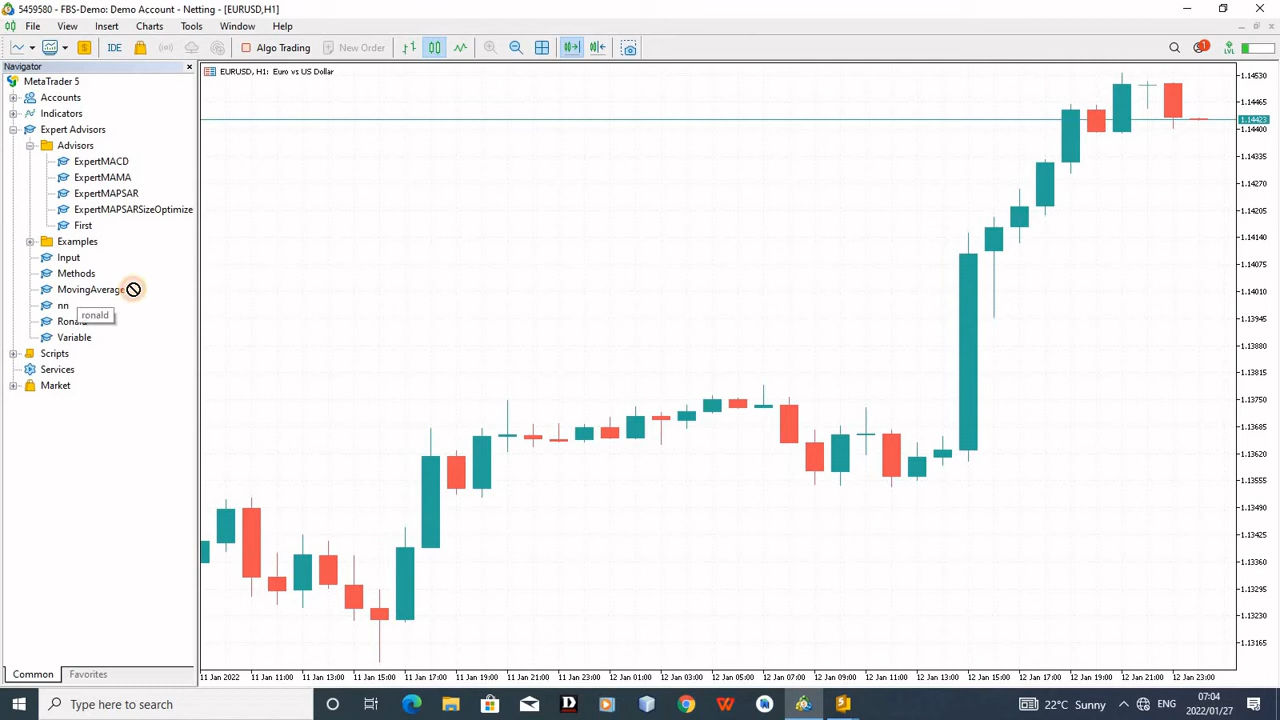 5459580 - FBS-Demo: Demo Account - Netting - [EURUSD,H1]
File View Insert Charts Tools Window Help
IDE Algo Trading New Order 1 LVL
Navigator
EURUSD, H1: Euro vs US Dollar
MetaTrader 5
Accounts
Indicators
Expert Advisors
Advisors
ExpertMACD
ExpertMAMA
ExpertMAPSAR
ExpertMAPSARSizeOptimize
First
Examples
Input
Methods
MovingAverage
nn
ronald
Ronald
Variable
Scripts
Services
Market
Common Favorites
1.14530
1.14465
1.14423
1.14400
1.14335
1.14270
1.14205
1.14140
1.14075
1.14010
1.13945
1.13880
1.13815
1.13750
1.13685
1.13620
1.13555
1.13490
1.13425
1.13360
1.13295
1.13230
1.13165
11 Jan 2022 11 Jan 11:00 11 Jan 13:00 11 Jan 15:00 11 Jan 17:00 11 Jan 19:00 11 Jan 21:00 11 Jan 23:00 12 Jan 01:00 12 Jan 03:00 12 Jan 05:00 12 Jan 07:00 12 Jan 09:00 12 Jan 11:00 12 Jan 13:00 12 Jan 15:00 12 Jan 17:00 12 Jan 19:00 12 Jan 21:00 12 Jan 23:00
Type here to search
22°C Sunny ENG
07:04
2022/01/27